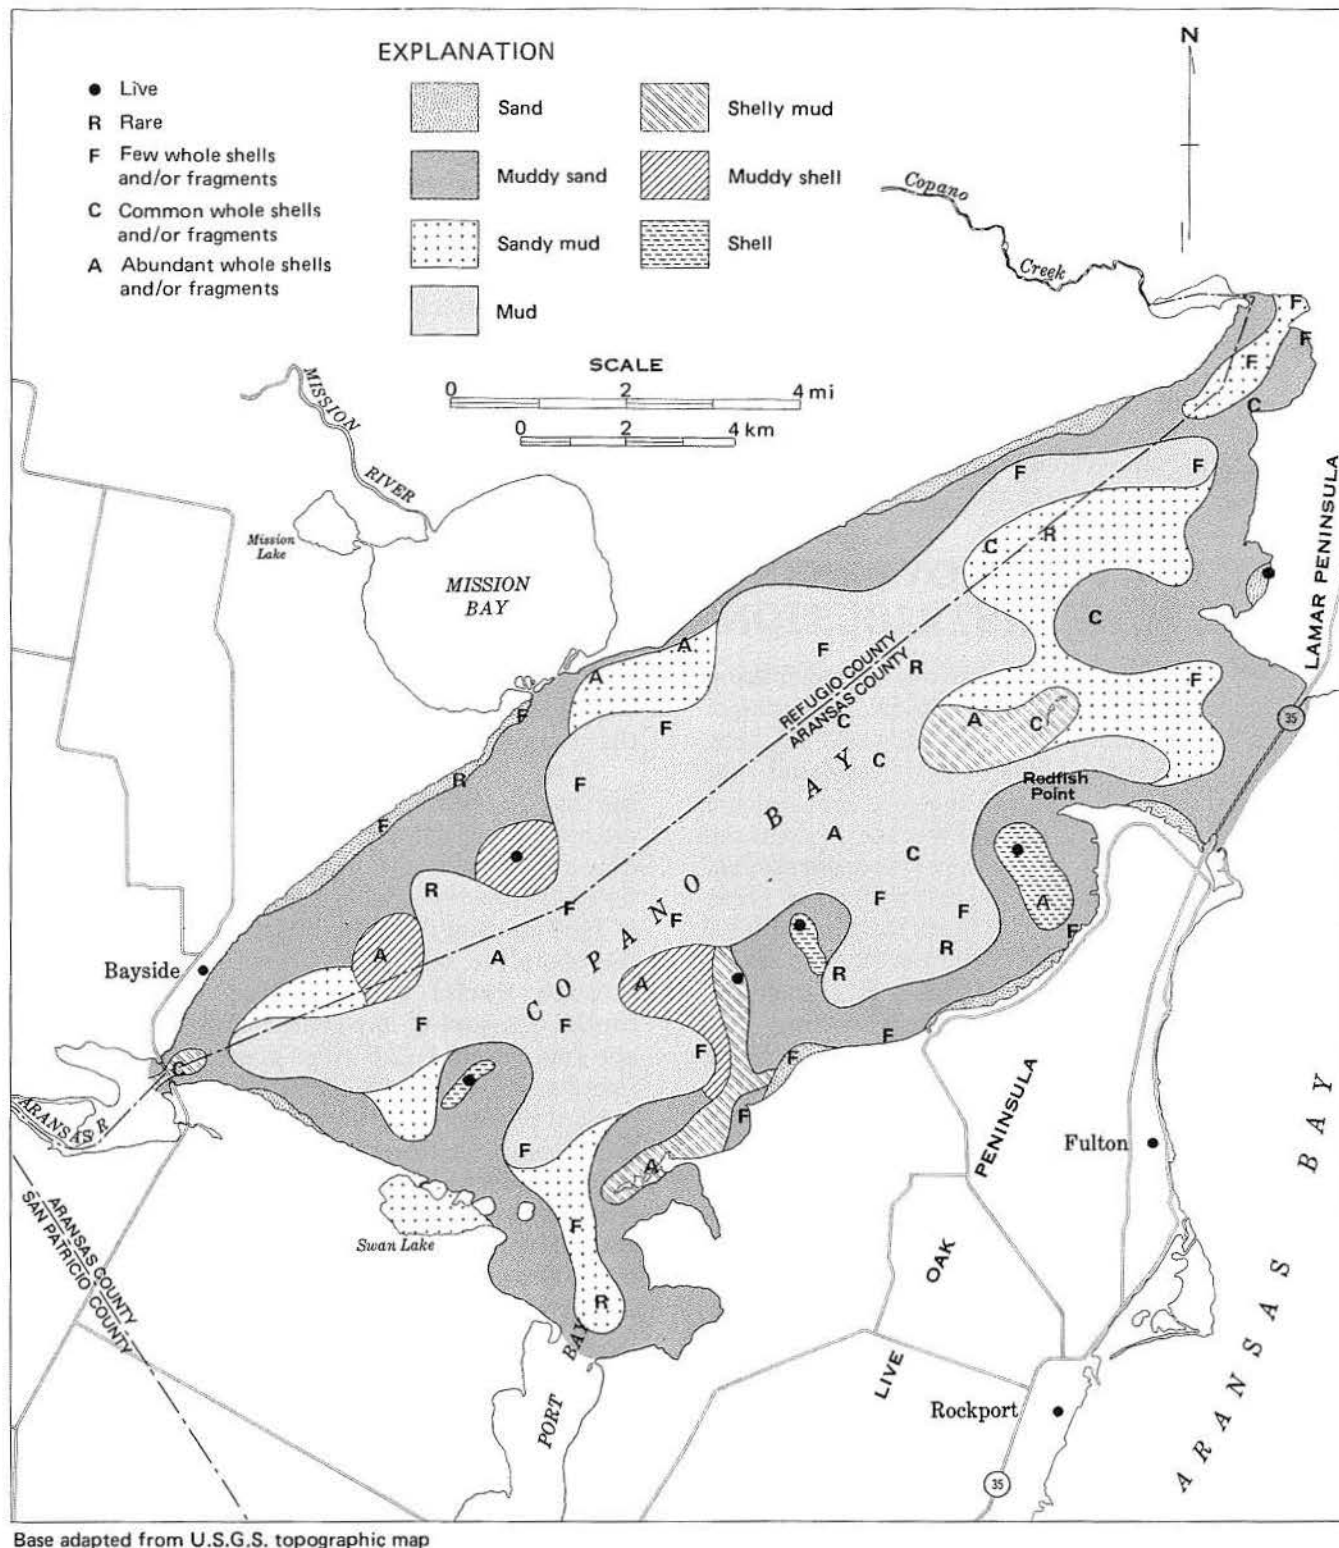 EXPLANATION
● Live
R Rare
F Few whole shells
and/or fragments
C Common whole shells
and/or fragments
A Abundant whole shells
and/or fragments
Sand
Muddy sand
Sandy mud
Mud
Shelly mud
Muddy shell
Shell
N
SCALE
0 2 4 mi
0 2 4 km
Copano
Creek
MISSION
RIVER
Mission
Lake
MISSION
BAY
LAMAR PENINSULA
F
F
F
C
F
F
C
R
C
A
A
F
R
F
REFUGIO COUNTY
ARANSAS COUNTY
F
F
C
A
C
35
R
F
C
F
Redfish
Point
COPANO BAY
A
C
R
F
F
F
F
A
F
R
Bayside
A
A
A
R
F
F
F
F
F
C
ARANSAS R
F
F
A
PENINSULA
Fulton
ARANSAS COUNTY
SAN PATRICIO COUNTY
Swan Lake
F
R
OAK
LIVE
PORT
BAY
Rockport
35
ARANSAS BAY
Base adapted from U.S.G.S. topographic map